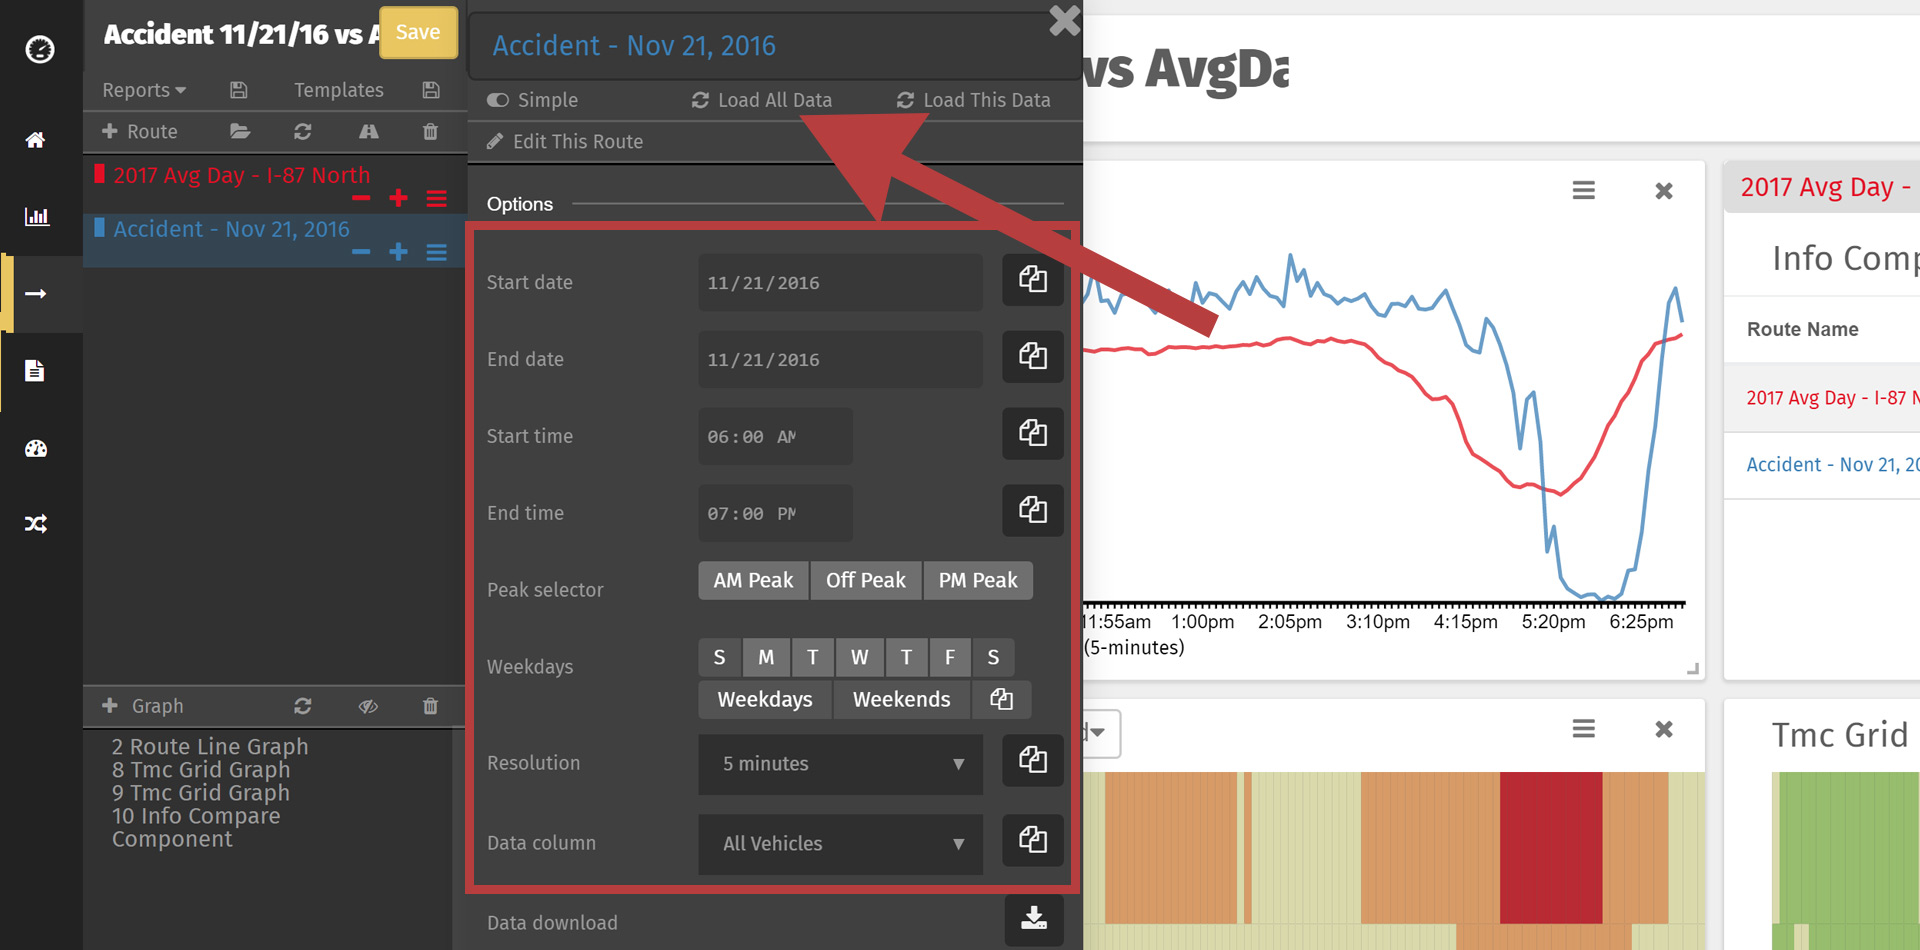 Accident 11/21/16 vs A
Save
Reports
Templates
Route
2017 Avg Day - I-87 North
Accident - Nov 21, 2016
Graph
2 Route Line Graph
8 Tmc Grid Graph
9 Tmc Grid Graph
10 Info Compare
Component
Accident - Nov 21, 2016
Simple
Load All Data
Load This Data
Edit This Route
Options
Start date
11/21/2016
End date
11/21/2016
Start time
06:00 AM
End time
07:00 PM
Peak selector
AM Peak
Off Peak
PM Peak
Weekdays
S M T W T F S
Weekdays
Weekends
Resolution
5 minutes
Data column
All Vehicles
Data download
vs AvgDa
11:55am 1:00pm 2:05pm 3:10pm 4:15pm 5:20pm 6:25pm
(5-minutes)
2017 Avg Day -
Info Comp
Route Name
2017 Avg Day - I-87 N
Accident - Nov 21, 20
d
Tmc Grid